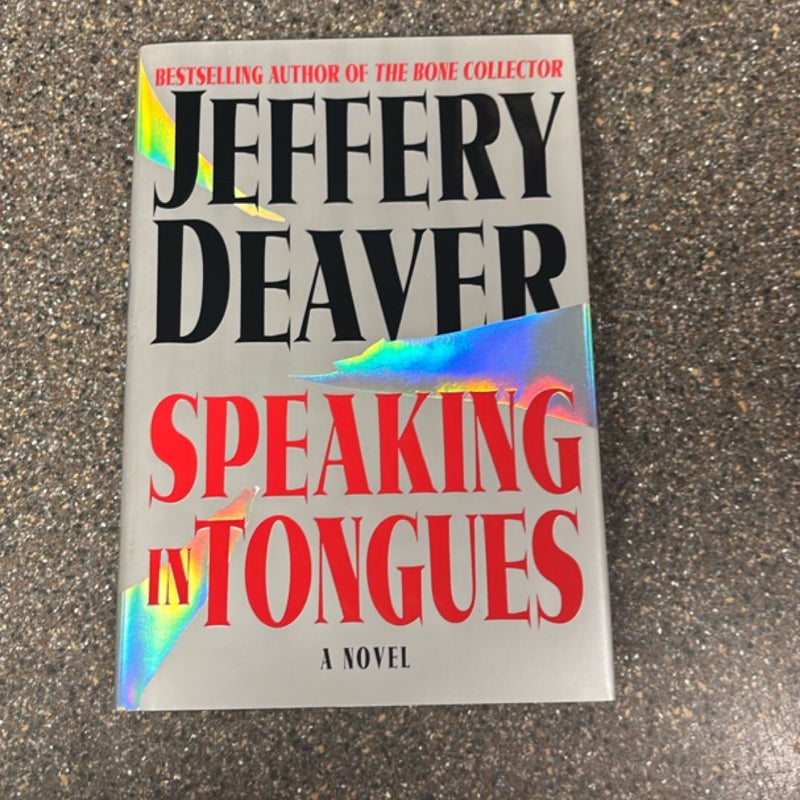 BESTSELLING AUTHOR OF THE BONE COLLECTOR
JEFFERY
DEAVER
SPEAKING
IN TONGUES
A NOVEL